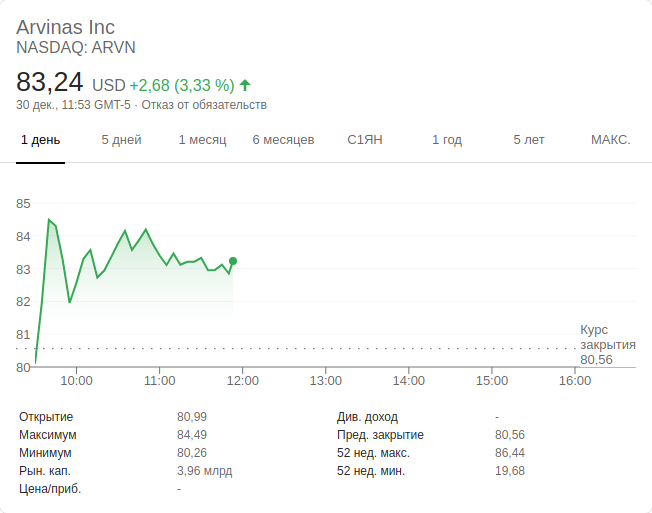 Arvinas Inc
NASDAQ: ARVN
83,24 USD +2,68 (3,33 %)
30 дек., 11:53 GMT-5 · Отказ от обязательств
1 день 5 дней 1 месяц 6 месяцев С1ЯН 1 год 5 лет МАКС.
85
84
83
82
81
80
Курс
закрытия
80,56
10:00 11:00 12:00 13:00 14:00 15:00 16:00
Открытие 80,99 Див. доход -
Максимум 84,49 Пред. закрытие 80,56
Минимум 80,26 52 нед. макс. 86,44
Рын. кап. 3,96 млрд 52 нед. мин. 19,68
Цена/приб. -